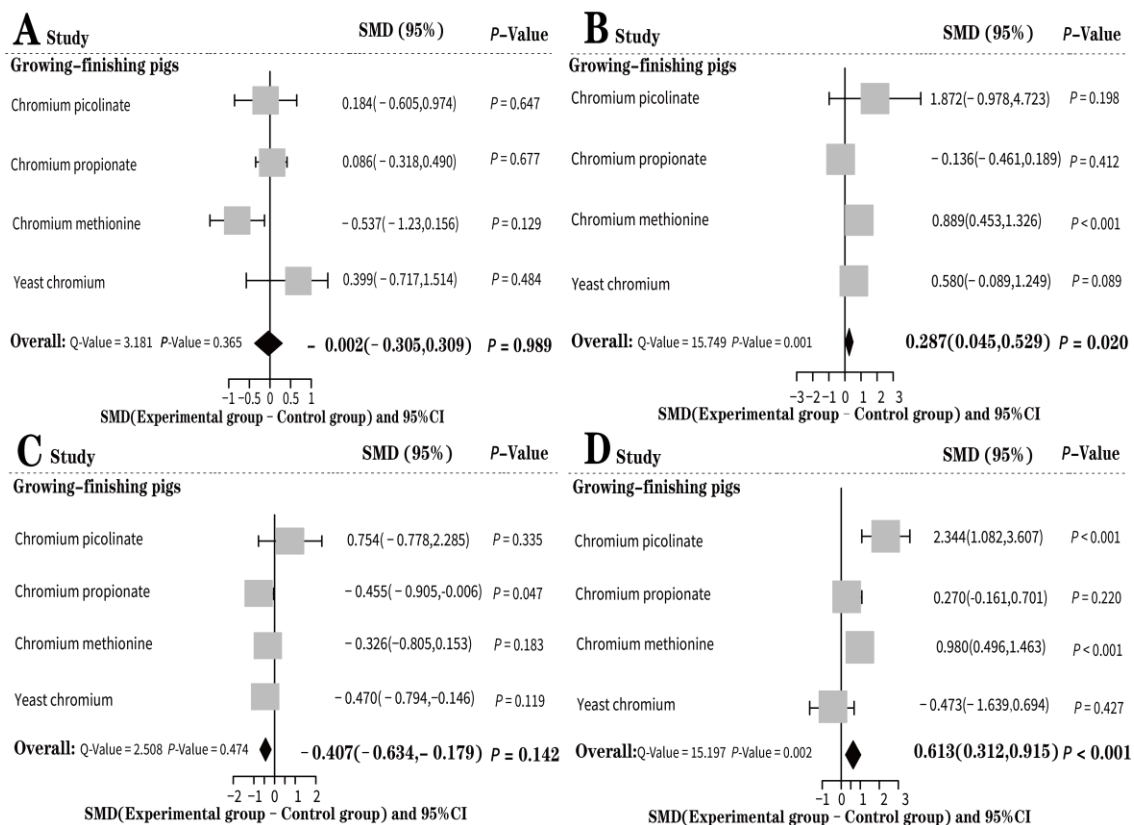 A Study SMD (95%) P-Value
Growing-finishing pigs
Chromium picolinate 0.184(-0.605,0.974) P = 0.647
Chromium propionate 0.086(-0.318,0.490) P = 0.677
Chromium methionine -0.537(-1.23,0.156) P = 0.129
Yeast chromium 0.399(-0.717,1.514) P = 0.484
Overall: Q-Value = 3.181 P-Value = 0.365 - 0.002(-0.305,0.309) P = 0.989
-1 -0.5 0 0.5 1
SMD(Experimental group - Control group) and 95%CI
B Study SMD (95%) P-Value
Growing-finishing pigs
Chromium picolinate 1.872(-0.978,4.723) P = 0.198
Chromium propionate -0.136(-0.461,0.189) P = 0.412
Chromium methionine 0.889(0.453,1.326) P < 0.001
Yeast chromium 0.580(-0.089,1.249) P = 0.089
Overall: Q-Value = 15.749 P-Value = 0.001 0.287(0.045,0.529) P = 0.020
-3 -2 -1 0 1 2 3
SMD(Experimental group - Control group) and 95%CI
C Study SMD (95%) P-Value
Growing-finishing pigs
Chromium picolinate 0.754(-0.778,2.285) P = 0.335
Chromium propionate -0.455(-0.905,-0.006) P = 0.047
Chromium methionine -0.326(-0.805,0.153) P = 0.183
Yeast chromium -0.470(-0.794,-0.146) P = 0.119
Overall: Q-Value = 2.508 P-Value = 0.474 -0.407(-0.634,-0.179) P = 0.142
-2 -1 0 1 2
SMD(Experimental group - Control group) and 95%CI
D Study SMD (95%) P-Value
Growing-finishing pigs
Chromium picolinate 2.344(1.082,3.607) P < 0.001
Chromium propionate 0.270(-0.161,0.701) P = 0.220
Chromium methionine 0.980(0.496,1.463) P < 0.001
Yeast chromium -0.473(-1.639,0.694) P = 0.427
Overall:Q-Value = 15.197 P-Value = 0.002 0.613(0.312,0.915) P < 0.001
-1 0 1 2 3
SMD(Experimental group - Control group) and 95%CI